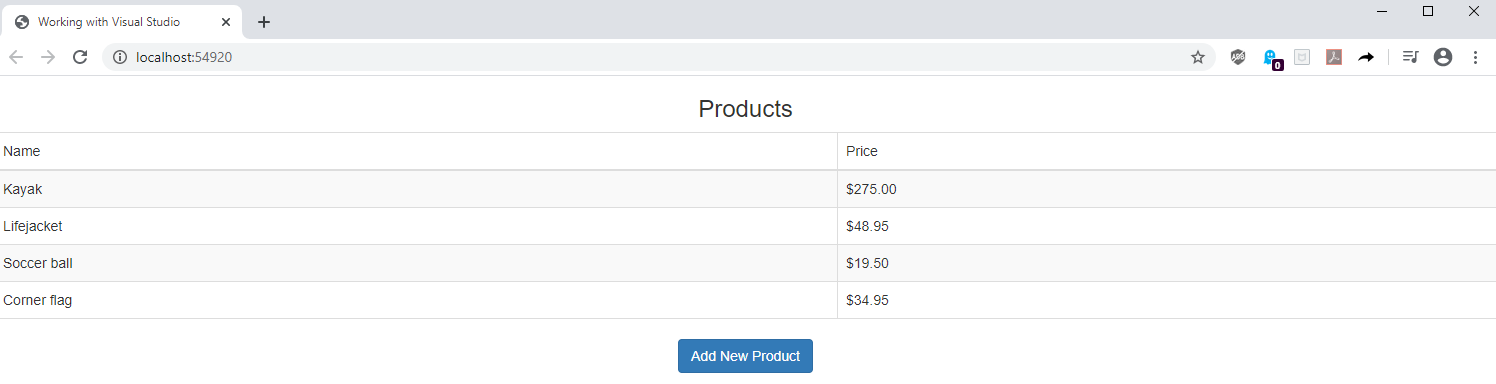 Working with Visual Studio
localhost:54920
ABP
0
Products
Name Price
Kayak $275.00
Lifejacket $48.95
Soccer ball $19.50
Corner flag $34.95
Add New Product